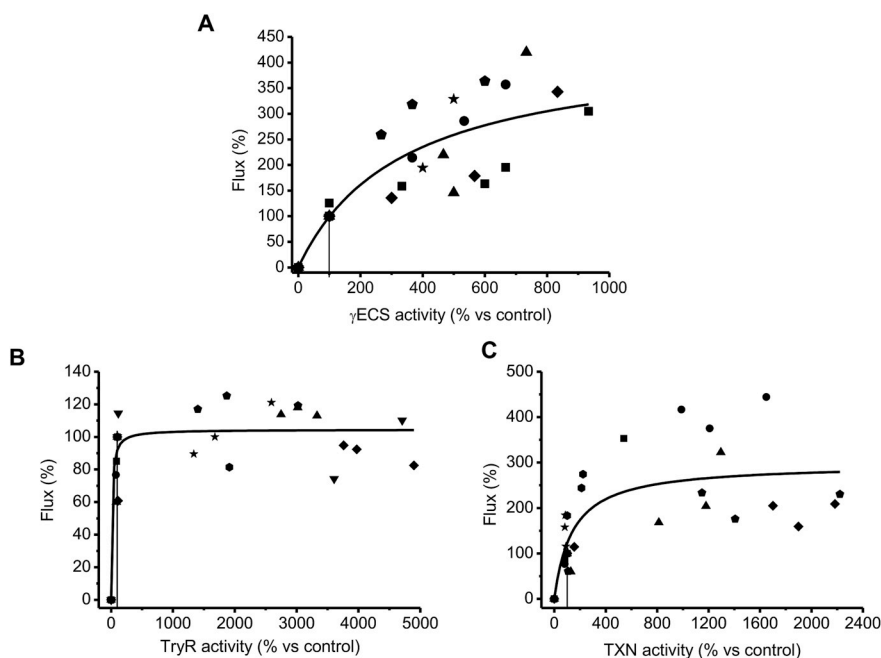 A
450
400
350
300
250
200
150
100
50
0
Flux (%)
0 200 400 600 800 1000
γECS activity (% vs control)
B
140
120
100
80
60
40
20
0
Flux (%)
0 1000 2000 3000 4000 5000
TryR activity (% vs control)
C
500
400
300
200
100
0
Flux (%)
0 400 800 1200 1600 2000 2400
TXN activity (% vs control)